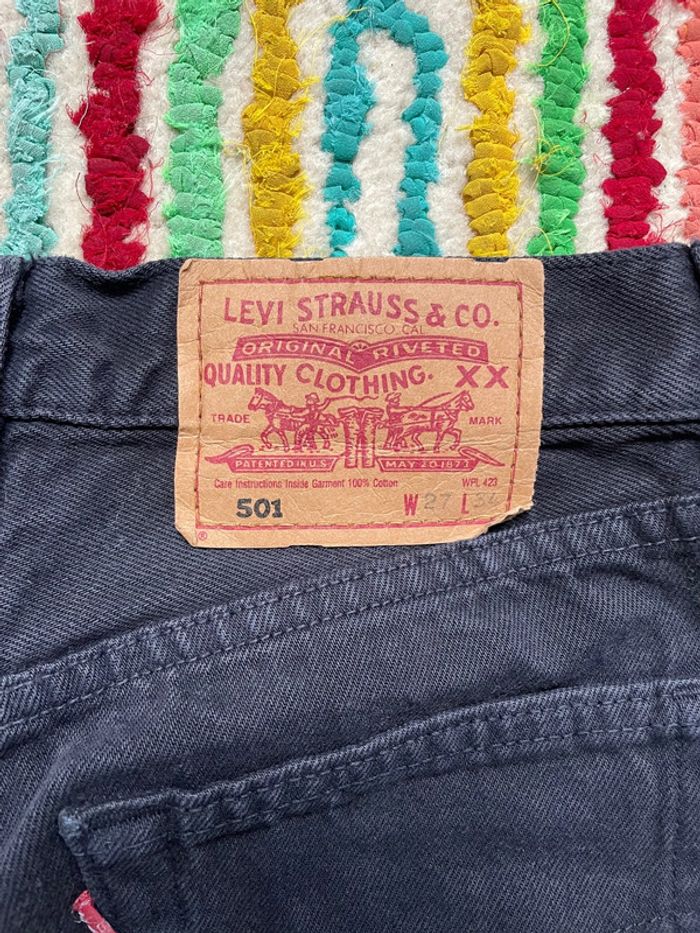 LEVI STRAUSS & CO.
SAN FRANCISCO, CAL
ORIGINAL RIVETED
QUALITY CLOTHING. XX
TRADE MARK
PATENTED IN U.S. MAY 20 1873
Care Instructions Inside Garment 100% Cotton WPL 423
501 W 27 L
®